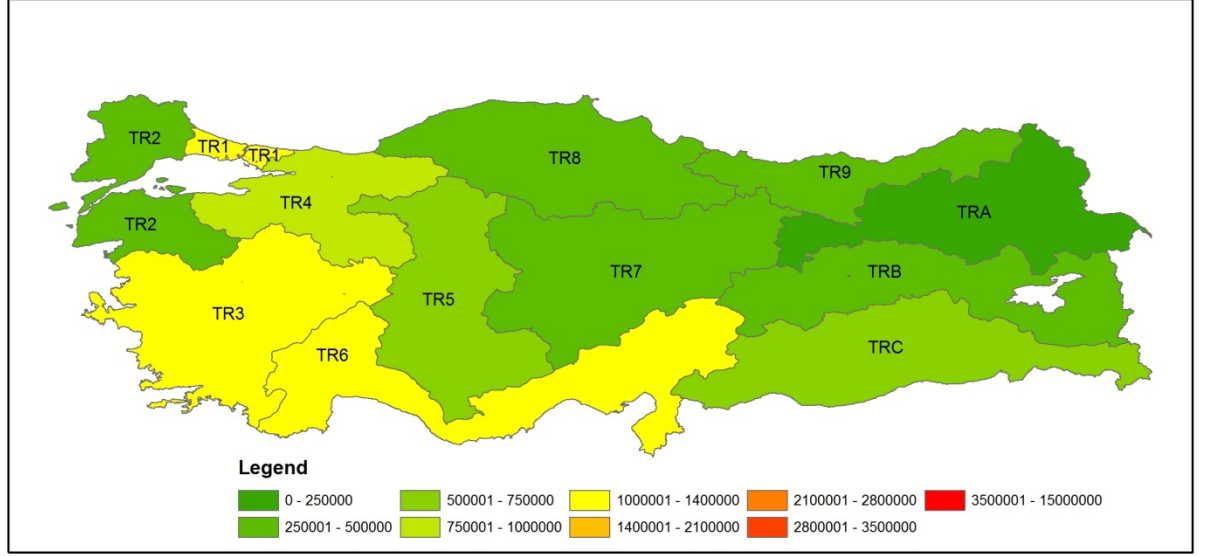 TR2
TR1
TR1
TR8
TR9
TR4
TRA
TR2
TRB
TR7
TR5
TR3
TRC
TR6
Legend
0 - 250000
500001 - 750000
1000001 - 1400000
2100001 - 2800000
3500001 - 15000000
250001 - 500000
750001 - 1000000
1400001 - 2100000
2800001 - 3500000